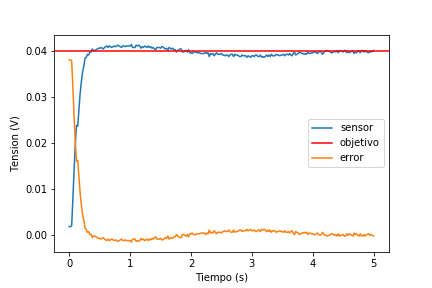 0.04
0.03
0.02
0.01
0.00
Tension (V)
sensor
objetivo
error
0 1 2 3 4 5
Tiempo (s)